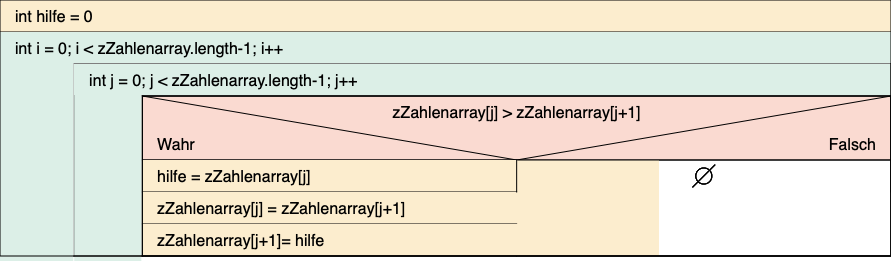 int hilfe = 0
int i = 0; i < zZahlenarray.length-1; i++
int j = 0; j < zZahlenarray.length-1; j++
zZahlenarray[j] > zZahlenarray[j+1]
Wahr
Falsch
hilfe = zZahlenarray[j]
∅
zZahlenarray[j] = zZahlenarray[j+1]
zZahlenarray[j+1]= hilfe